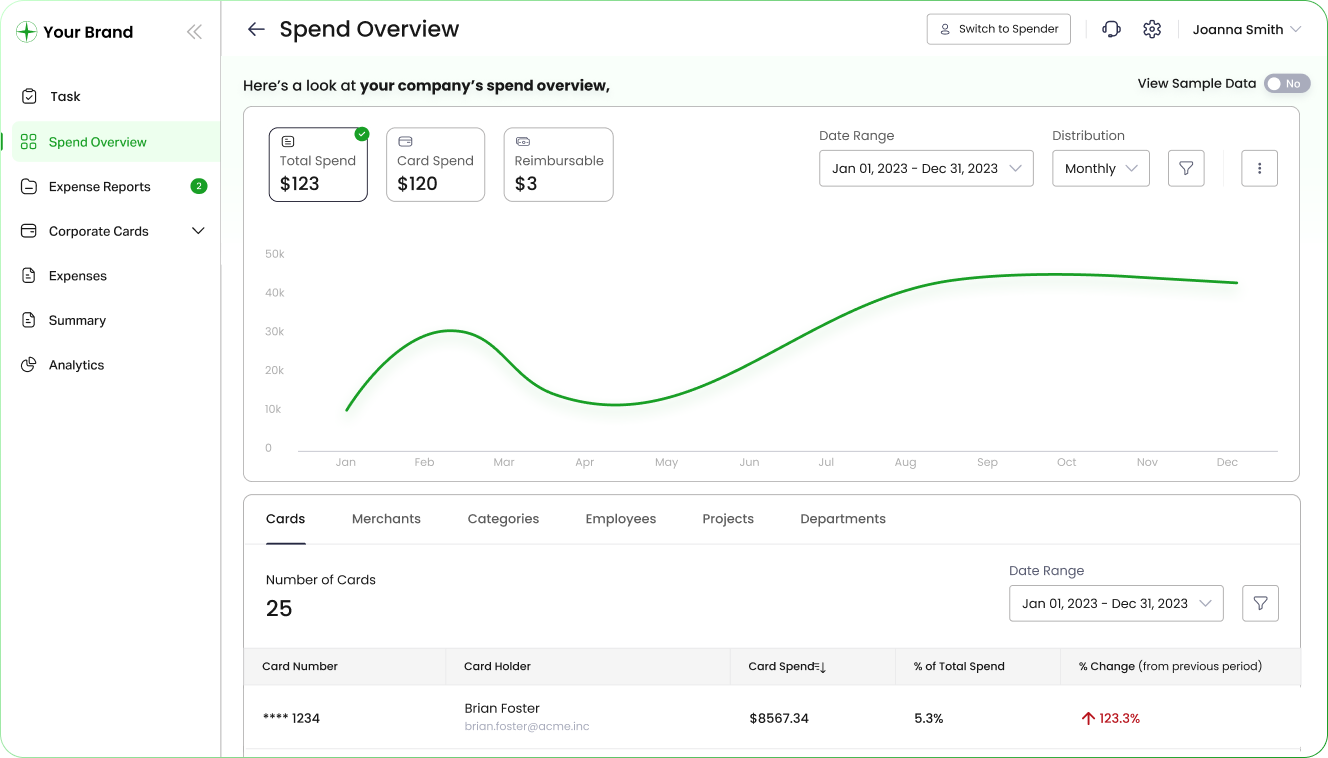 Your Brand
Task
Spend Overview
Expense Reports 2
Corporate Cards
Expenses
Summary
Analytics
Spend Overview
Switch to Spender
Joanna Smith
Here’s a look at your company’s spend overview,
View Sample Data No
Total Spend
$123
Card Spend
$120
Reimbursable
$3
Date Range
Jan 01, 2023 - Dec 31, 2023
Distribution
Monthly
50k
40k
30k
20k
10k
0
Jan Feb Mar Apr May Jun Jul Aug Sep Oct Nov Dec
Cards Merchants Categories Employees Projects Departments
Number of Cards
25
Date Range
Jan 01, 2023 - Dec 31, 2023
Card Number Card Holder Card Spend % of Total Spend % Change (from previous period)
**** 1234 Brian Foster $8567.34 5.3% 123.3%
brian.foster@acme.inc